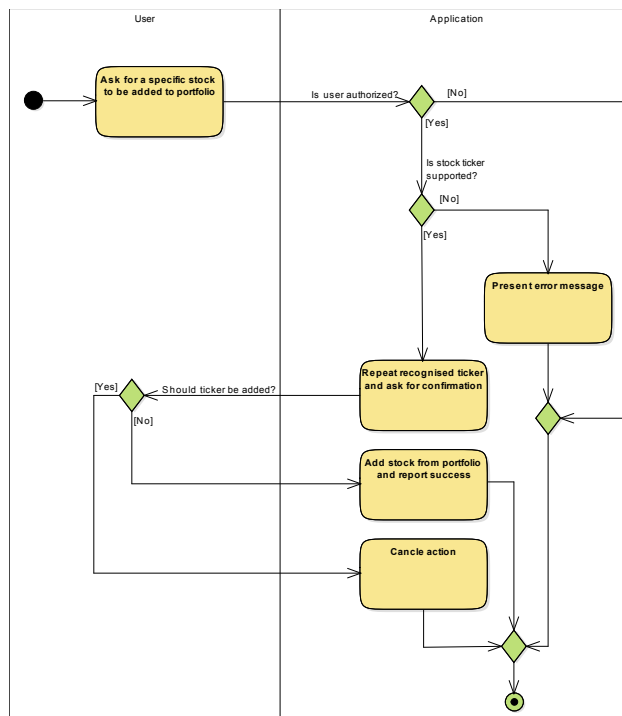 User
Application
Ask for a specific stock
to be added to portfolio
Is user authorized?
[No]
[Yes]
Is stock ticker
supported?
[No]
[Yes]
Present error message
Repeat recognised ticker
and ask for confirmation
[Yes]
Should ticker be added?
[No]
Add stock from portfolio
and report success
Cancle action